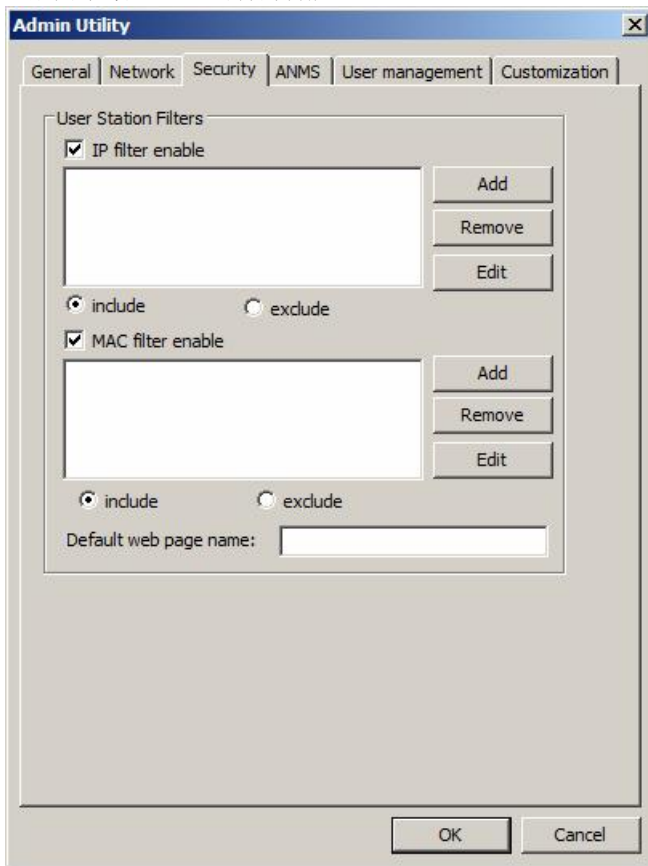 Admin Utility
General Network Security ANMS User management Customization
User Station Filters
IP filter enable
Add
Remove
Edit
include exclude
MAC filter enable
Add
Remove
Edit
include exclude
Default web page name:
OK Cancel